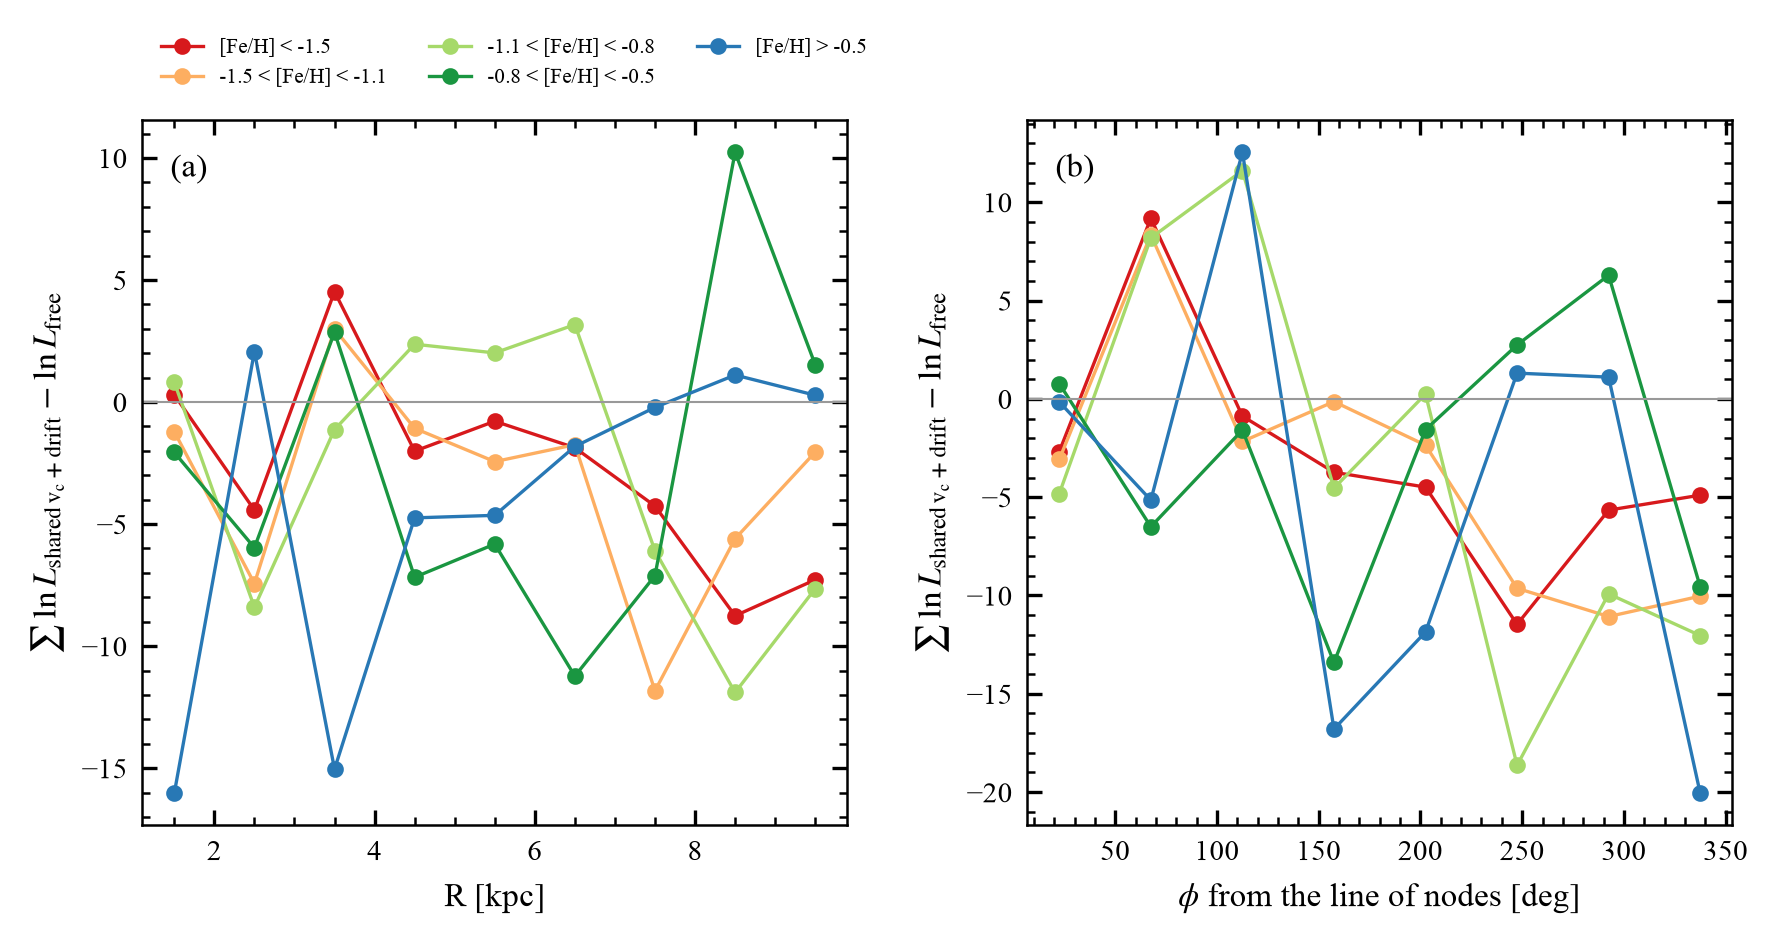 [Fe/H] < -1.5
-1.5 < [Fe/H] < -1.1
-1.1 < [Fe/H] < -0.8
-0.8 < [Fe/H] < -0.5
[Fe/H] > -0.5
(a)
10
5
0
−5
−10
−15
2 4 6 8
R [kpc]
∑ ln L_shared v_c + drift − ln L_free
(b)
10
5
0
−5
−10
−15
−20
50 100 150 200 250 300 350
ϕ from the line of nodes [deg]
∑ ln L_shared v_c + drift − ln L_free